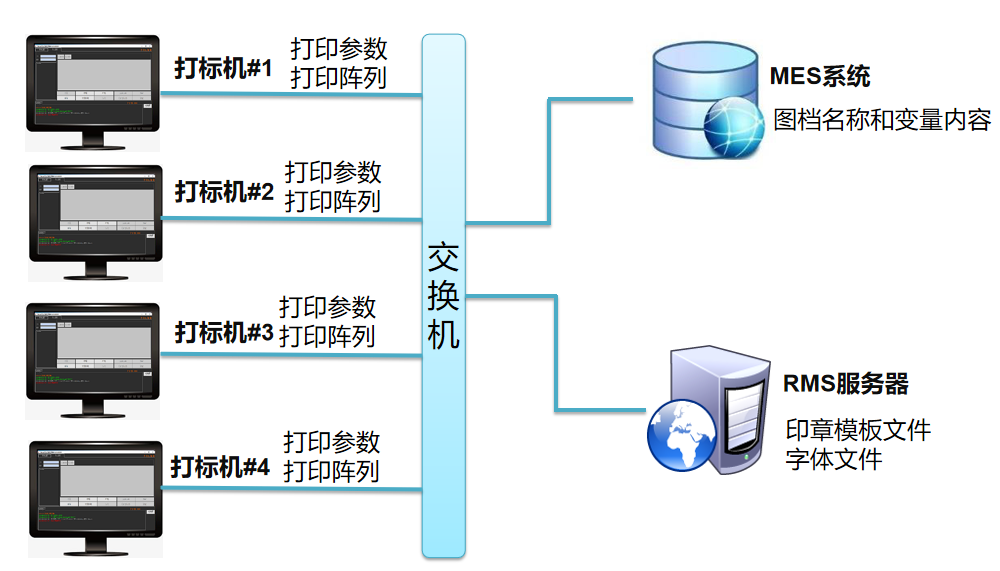 打标机#1
打印参数
打印阵列
打标机#2
打印参数
打印阵列
打标机#3
打印参数
打印阵列
打标机#4
打印参数
打印阵列
交
换
机
MES系统
图档名称和变量内容
RMS服务器
印章模板文件
字体文件